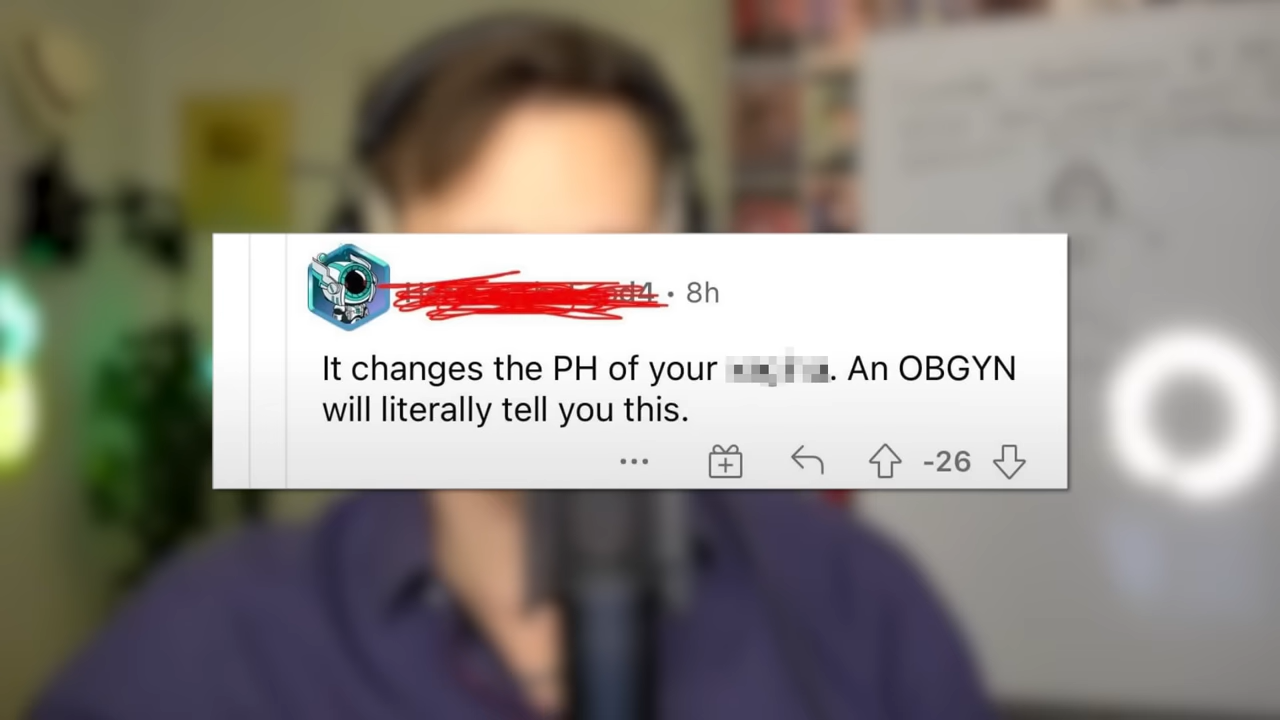 · 8h
It changes the PH of your . An OBGYN
will literally tell you this.
-26